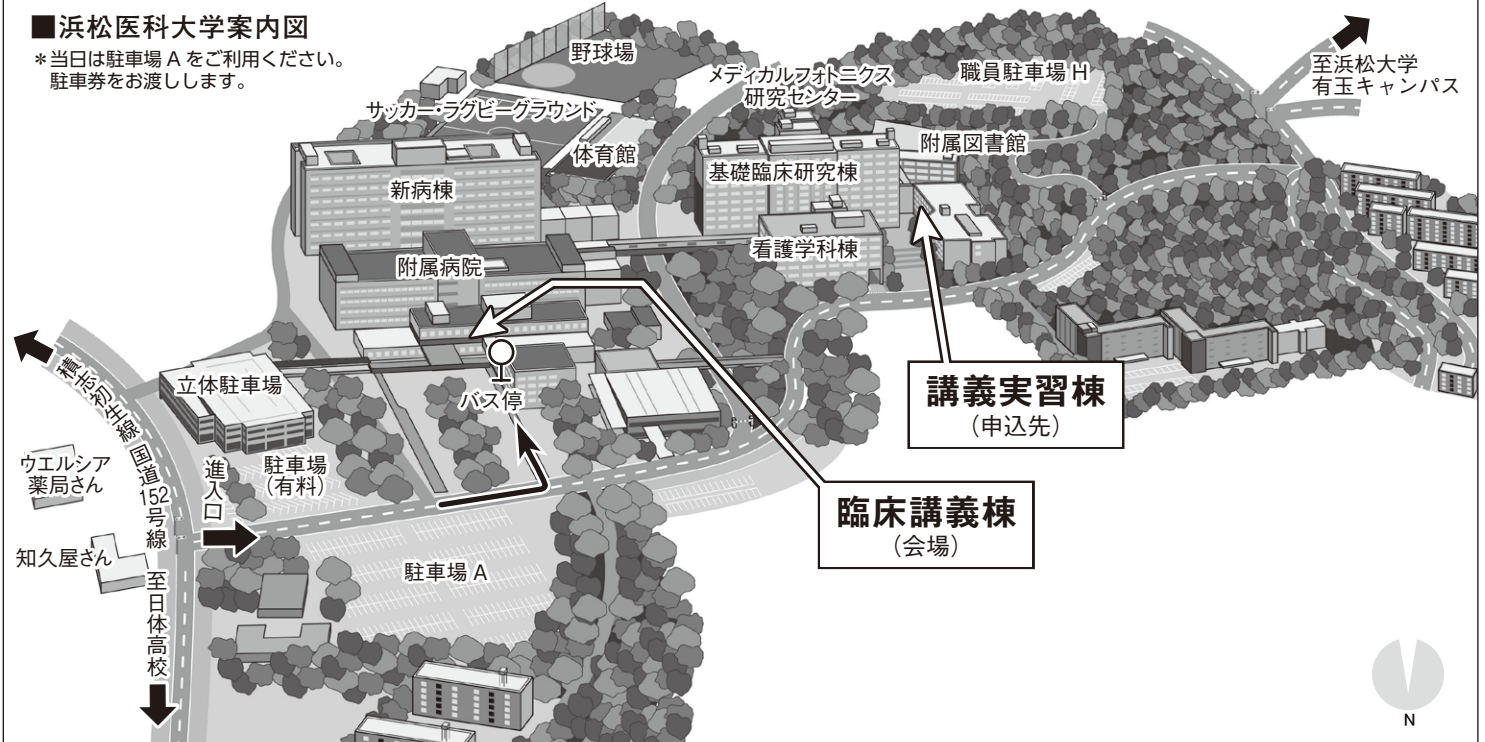 ■浜松医科大学案内図
＊当日は駐車場 A をご利用ください。
駐車券をお渡しします。
野球場
サッカー・ラグビーグラウンド
体育館
新病棟
附属病院
メディカルフォトニクス
研究センター
職員駐車場 H
至浜松大学
有玉キャンパス
附属図書館
基礎臨床研究棟
看護学科棟
講義実習棟
（申込先）
臨床講義棟
（会場）
バス停
立体駐車場
駐車場
（有料）
進入口
積志初生線
国道152号線
ウエルシア
薬局さん
知久屋さん
至日体高校
駐車場 A
N